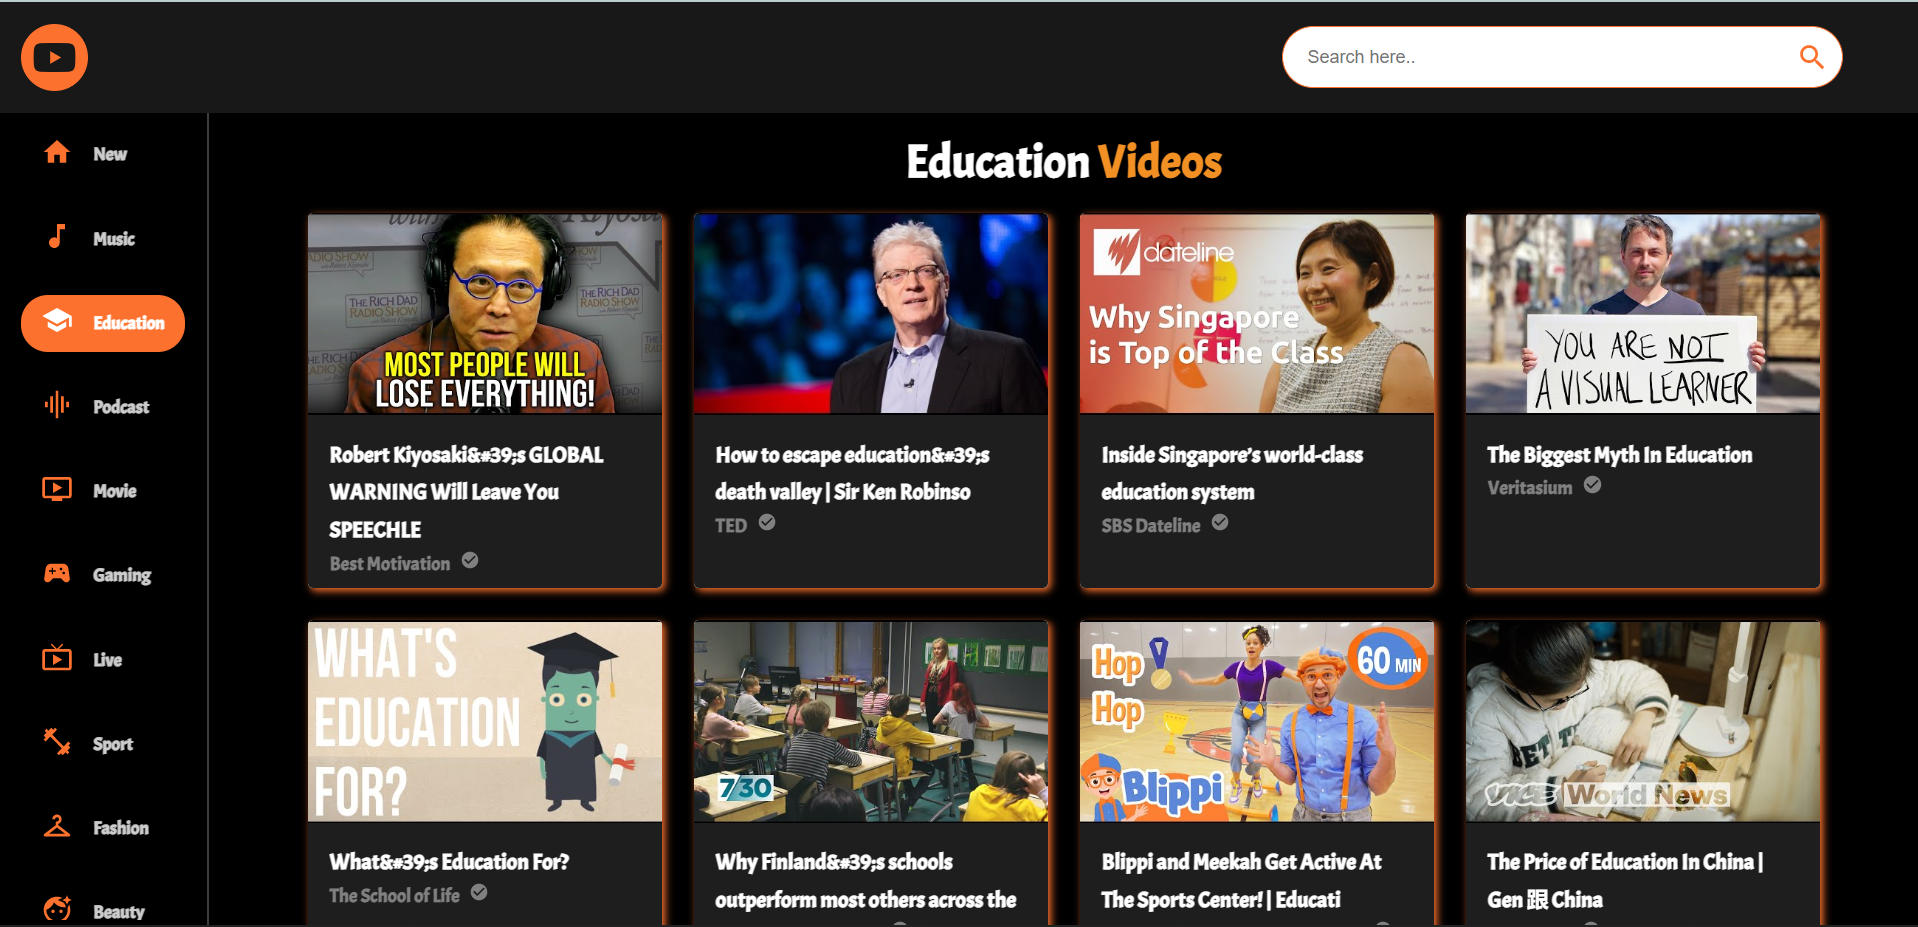 Search here..
New
Music
Education
Podcast
Movie
Gaming
Live
Sport
Fashion
Beauty
Education Videos
THE RICH DAD
RADIO SHOW
THE RICH DAD
RADIO SHOW
MOST PEOPLE WILL
LOSE EVERYTHING!
Robert Kiyosaki&#39;s GLOBAL
WARNING Will Leave You
SPEECHLE
Best Motivation
How to escape education&#39;s
death valley | Sir Ken Robinso
TED
dateline
Why Singapore
is Top of the Class
Inside Singapore’s world-class
education system
SBS Dateline
YOU ARE NOT
A VISUAL LEARNER
The Biggest Myth In Education
Veritasium
WHAT'S
EDUCATION
FOR?
What&#39;s Education For?
The School of Life
7.30
Why Finland&#39;s schools
outperform most others across the
Hop
Hop
60 MIN
Blippi
Blippi and Meekah Get Active At
The Sports Center! | Educati
VICE World News
The Price of Education In China |
Gen 跟 China